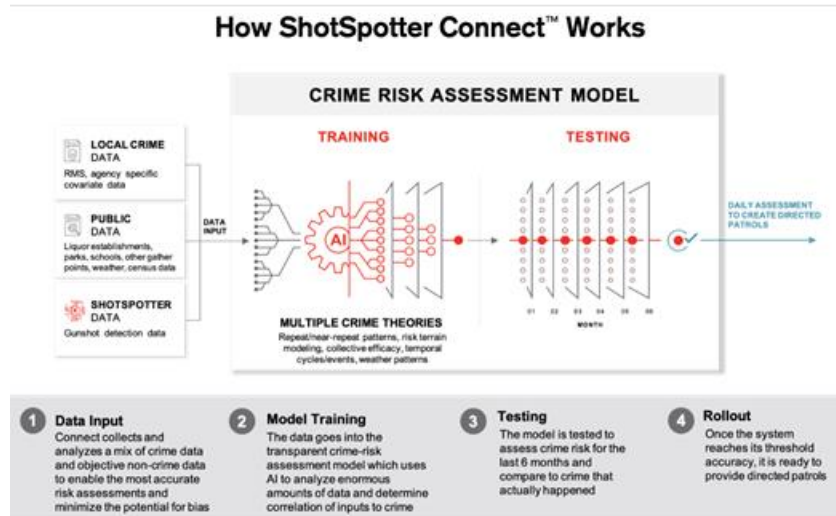 How ShotSpotter Connect™ Works
CRIME RISK ASSESSMENT MODEL
LOCAL CRIME
DATA
RMS, agency specific
covariate data
PUBLIC
DATA
Liquor establishments,
parks, schools, other gather
points, weather, census data
SHOTSPOTTER
DATA
Gunshot detection data
DATA
INPUT
TRAINING
AI
MULTIPLE CRIME THEORIES
Repeat/near-repeat patterns, risk terrain
modeling, collective efficacy, temporal
cycles/events, weather patterns
TESTING
01 02 03 04 05 06
MONTH
DAILY ASSESSMENT
TO CREATE DIRECTED
PATROLS
1 Data Input
Connect collects and
analyzes a mix of crime data
and objective non-crime data
to enable the most accurate
risk assessments and
minimize the potential for bias
2 Model Training
The data goes into the
transparent crime-risk
assessment model which uses
AI to analyze enormous
amounts of data and determine
correlation of inputs to crime
3 Testing
The model is tested to
assess crime risk for the
last 6 months and
compare to crime that
actually happened
4 Rollout
Once the system
reaches its threshold
accuracy, it is ready to
provide directed patrols